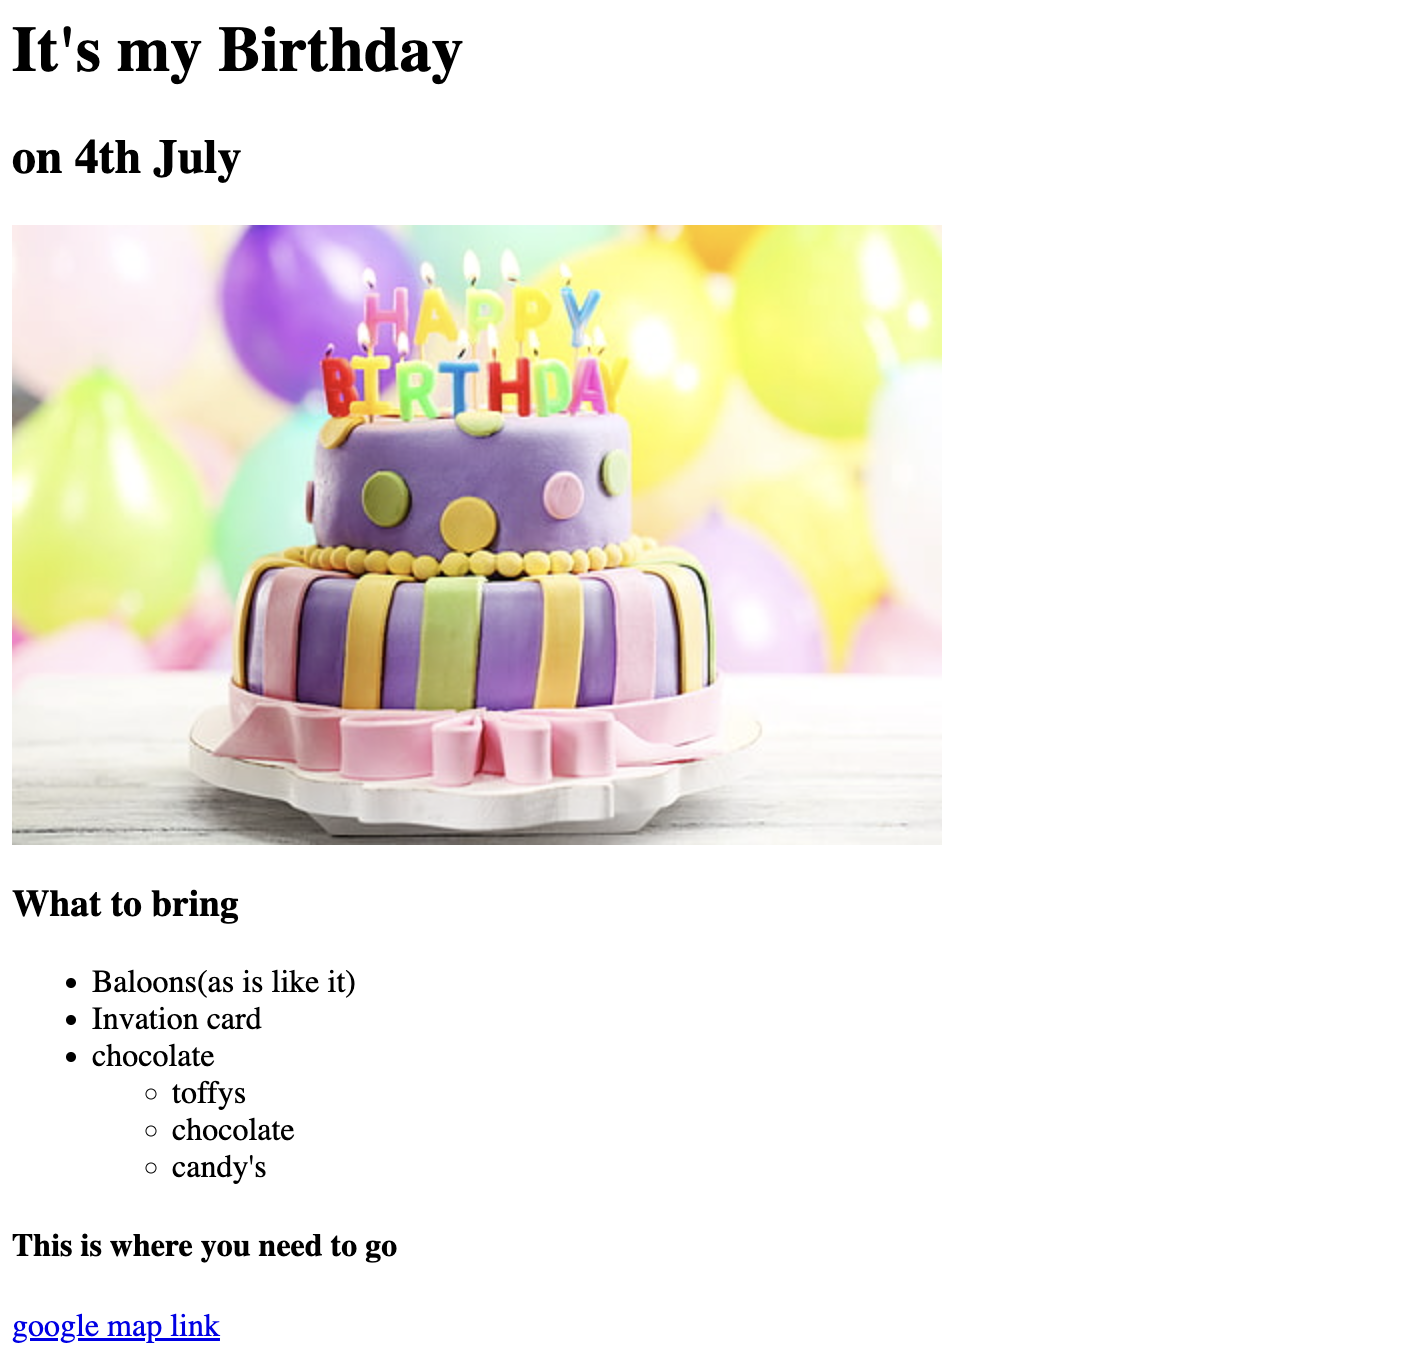 It's my Birthday
on 4th July
HAPPY
BIRTHDAY
What to bring
Baloons(as is like it)
Invation card
chocolate
toffys
chocolate
candy's
This is where you need to go
google map link